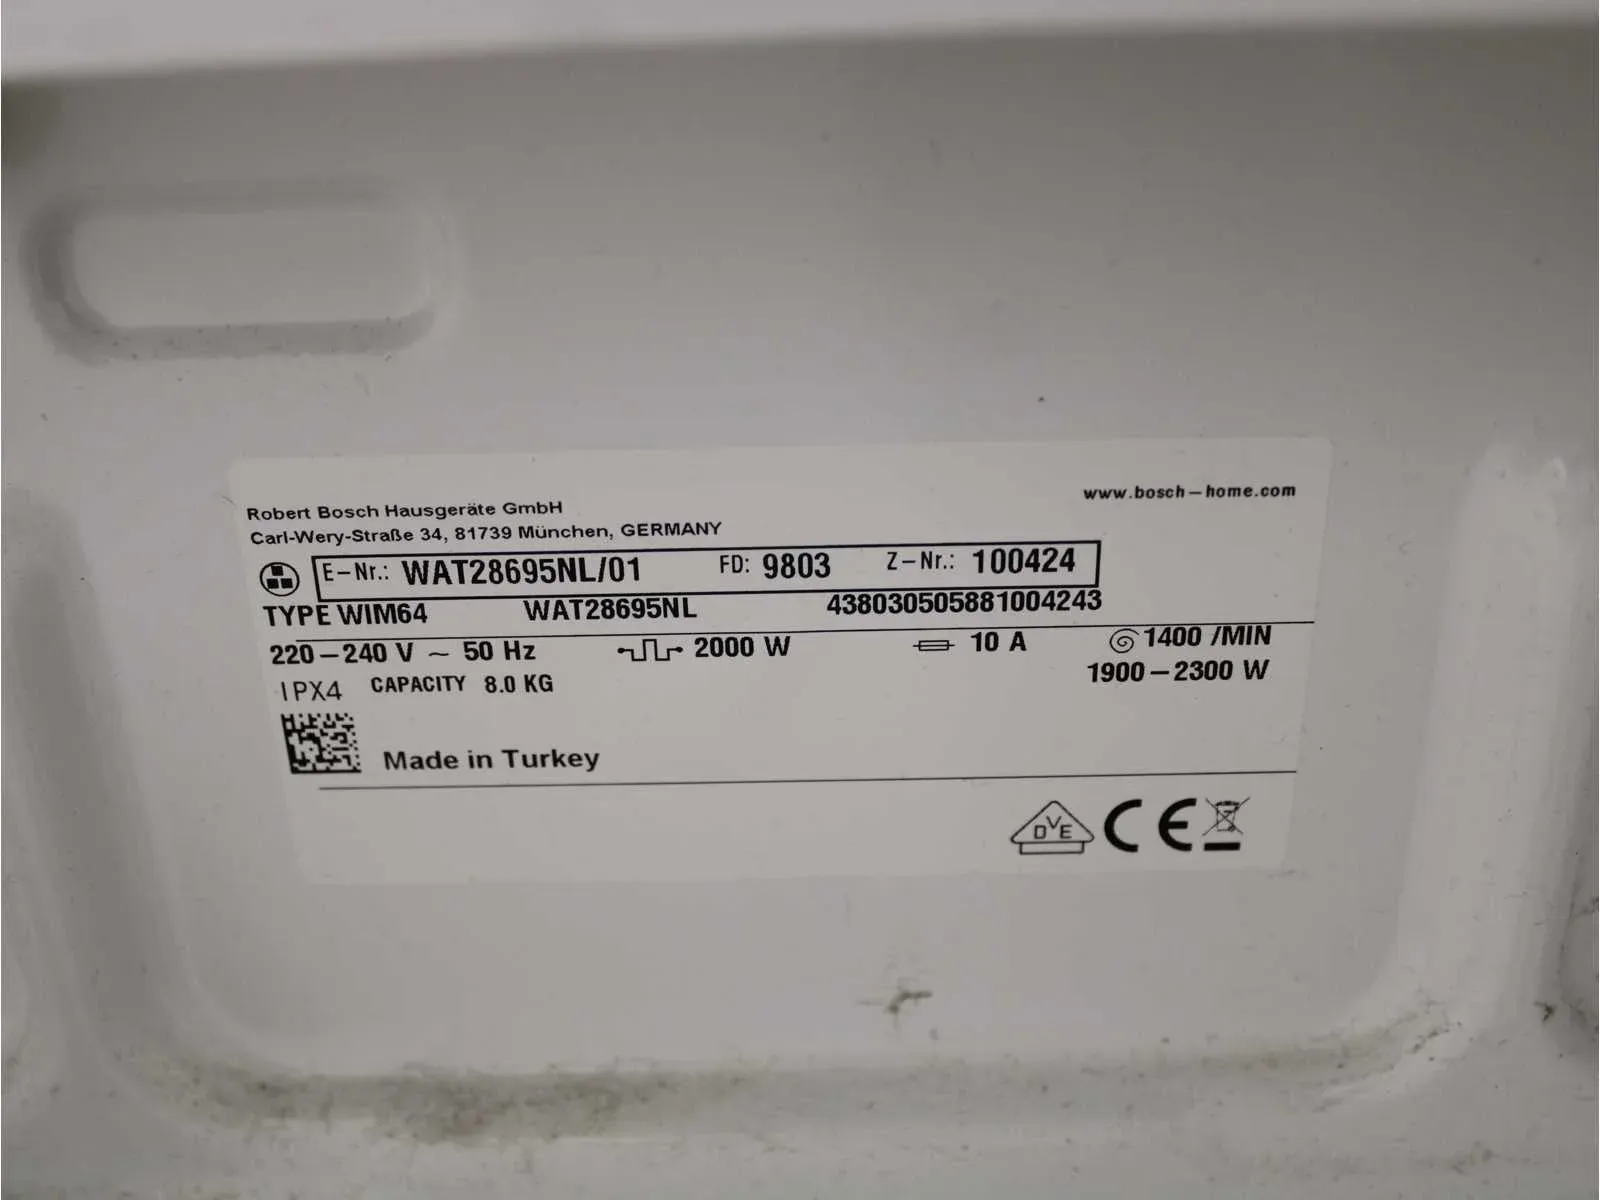 Robert Bosch Hausgeräte GmbH
www.bosch-home.com
Carl-Wery-Straße 34, 81739 München, GERMANY
E-Nr.: WAT28695NL/01 FD: 9803 Z-Nr.: 100424
TYPE WIM64 WAT28695NL 438030505881004243
220-240 V ~ 50 Hz 2000 W 10 A 1400 /MIN
1900-2300 W
IPX4 CAPACITY 8.0 KG
Made in Turkey
DVE CE